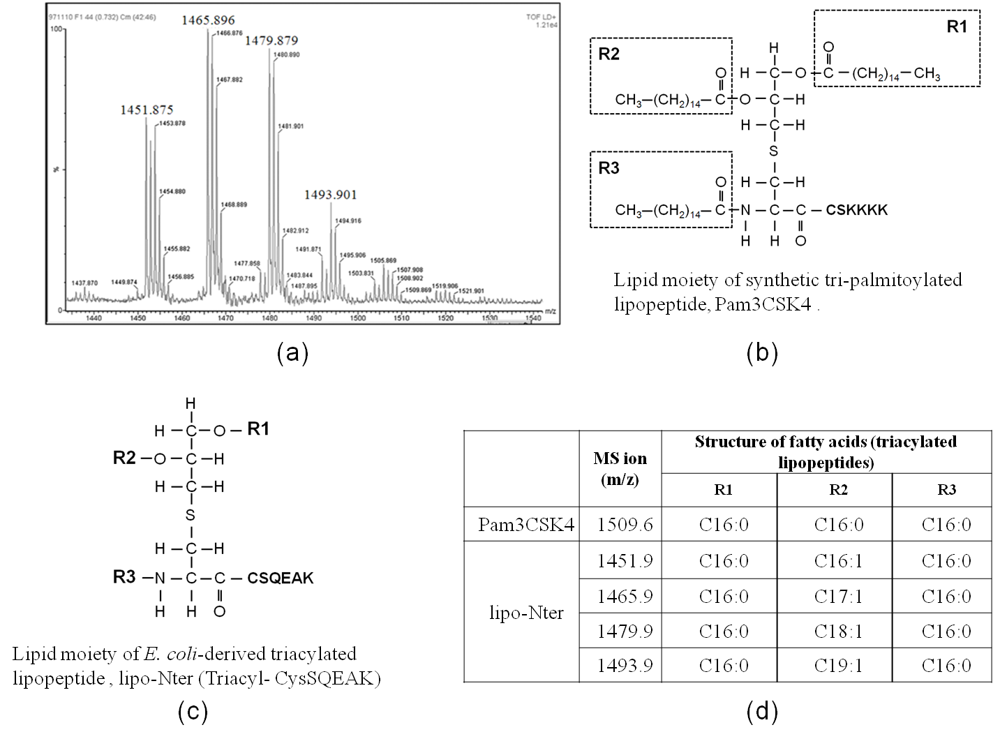 971110 F1 44 (0.732) Cm (42:46)
TOF LD+
1.21e4
100
%
0
1465.896
1466.876
1479.879
1480.890
1467.882
1451.875
1453.878
1481.901
1454.880
1468.889
1493.901
1494.916
1482.912
1455.882
1491.871
1495.906
1477.858
1505.869
1503.831
1507.908
1508.902
1437.870
1449.874
1456.885
1470.718
1483.844
1487.895
1509.869
1519.906
1521.901
1440 1450 1460 1470 1480 1490 1500 1510 1520 1530 1540
m/z
(a)
R1
R2
H
O
O H – C – O – C – (CH2)14 – CH3
CH3 – (CH2)14 – C – O – C – H
H – C – H
S
R3
O H – C – H
CH3 – (CH2)14 – C – N – C – C – CSKKKK
H H O
Lipid moiety of synthetic tri-palmitoylated
lipopeptide, Pam3CSK4 .
(b)
H
H – C – O – R1
R2 – O – C – H
H – C – H
S
H – C – H
R3 – N – C – C – CSQEAK
H H O
Lipid moiety of E. coli-derived triacylated
lipopeptide , lipo-Nter (Triacyl- CysSQEAK)
(c)
MS ion
(m/z)
Structure of fatty acids (triacylated
lipopeptides)
R1 R2 R3
Pam3CSK4 1509.6 C16:0 C16:0 C16:0
lipo-Nter
1451.9 C16:0 C16:1 C16:0
1465.9 C16:0 C17:1 C16:0
1479.9 C16:0 C18:1 C16:0
1493.9 C16:0 C19:1 C16:0
(d)